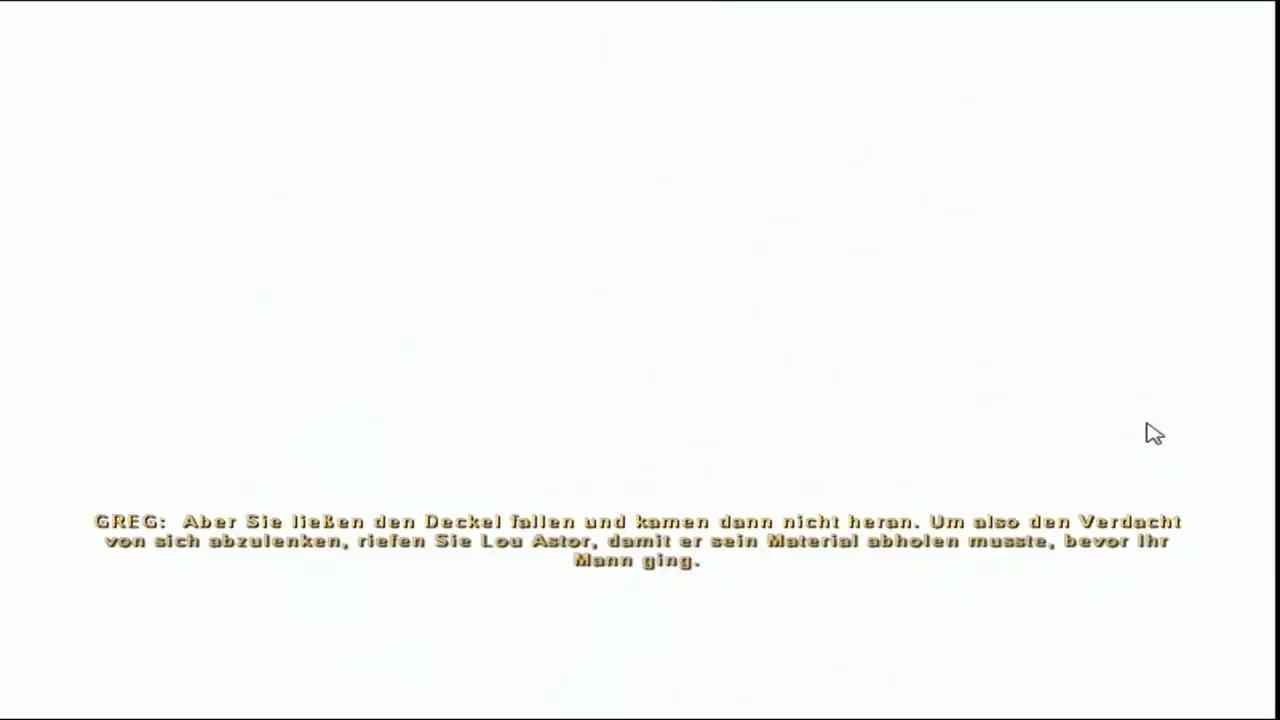 GREG: Aber Sie ließen den Deckel fallen und kamen dann nicht heran. Um also den Verdacht
von sich abzulenken, riefen Sie Lou Astor, damit er sein Material abholen musste, bevor Ihr
Mann ging.